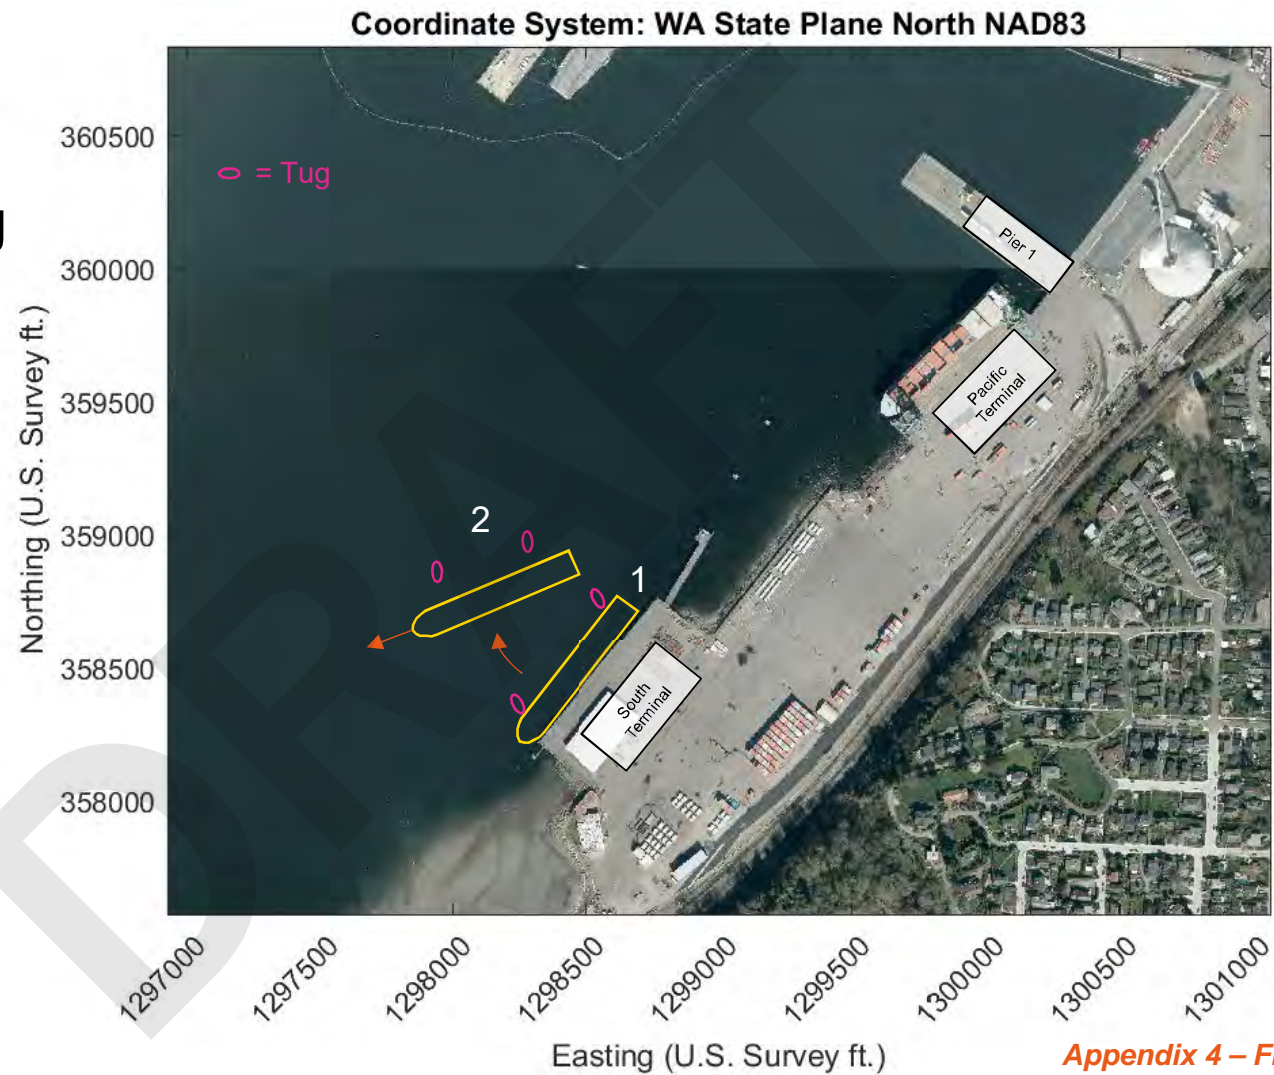 Coordinate System: WA State Plane North NAD83
g
= Tug
Northing (U.S. Survey ft.)
360500
360000
359500
359000
358500
358000
Pier 1
Pacific
Terminal
2
1
South
Terminal
DRAFT
1297000
1297500
1298000
1298500
1299000
1299500
1300000
1300500
1301000
Easting (U.S. Survey ft.)
Appendix 4 – F